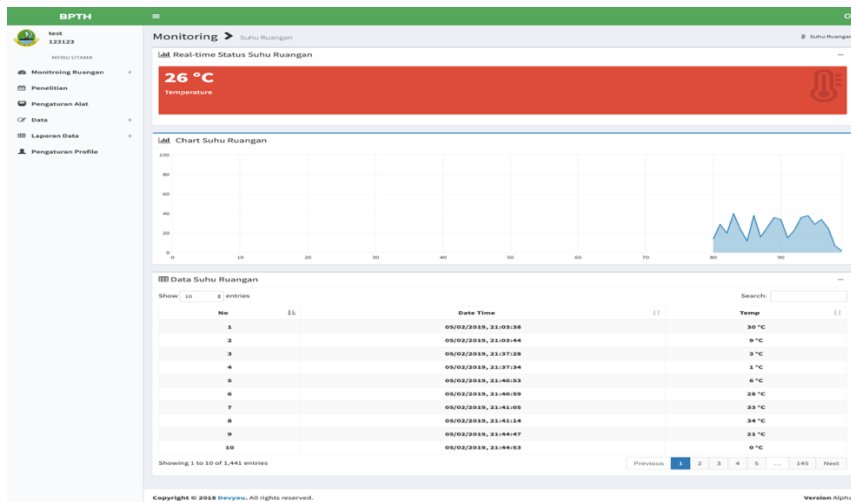 BPTH
D
test
123123
MENU UTAMA
Monitroing Ruangan
Penelitian
Pengaturan Alat
Data
Laporan Data
Pengaturan Profile
Monitoring > Suhu Ruangan
Suhu Ruangan
Real-time Status Suhu Ruangan
26 °C
Temperature
Chart Suhu Ruangan
100
80
60
40
20
0
0 10 20 30 40 50 60 70 80 90
Data Suhu Ruangan
Show 10 entries Search:
No Date Time Temp
1 05/02/2019, 21:03:38 30 °C
2 05/02/2019, 21:03:44 9 °C
3 05/02/2019, 21:37:28 3 °C
4 05/02/2019, 21:37:34 1 °C
5 05/02/2019, 21:40:53 6 °C
6 05/02/2019, 21:40:59 28 °C
7 05/02/2019, 21:41:05 33 °C
8 05/02/2019, 21:41:14 34 °C
9 05/02/2019, 21:44:47 21 °C
10 05/02/2019, 21:44:53 0 °C
Showing 1 to 10 of 1,441 entries Previous 1 2 3 4 5 ... 145 Next
Copyright © 2018 Devyou. All rights reserved. Version Alpha